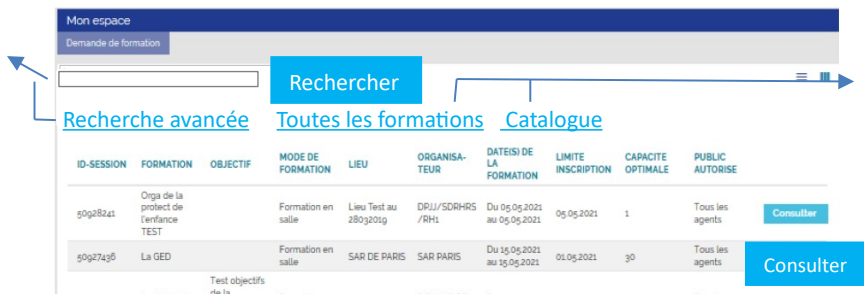 Mon espace
Demande de formation
Rechercher
Recherche avancée Toutes les formations Catalogue
ID-SESSION FORMATION OBJECTIF MODE DE FORMATION LIEU ORGANISA-TEUR DATE(S) DE LA FORMATION LIMITE INSCRIPTION CAPACITE OPTIMALE PUBLIC AUTORISE
50928241 Orga de la protect de l'enfance TEST Formation en salle Lieu Test au 28032019 DPJJ/SDRHRS/RH1 Du 05.05.2021 au 05.05.2021 05.05.2021 1 Tous les agents Consulter
50927436 La GED Formation en salle SAR DE PARIS SAR PARIS Du 15.05.2021 au 15.05.2021 01.05.2021 30 Tous les agents Consulter
Test objectifs
de la